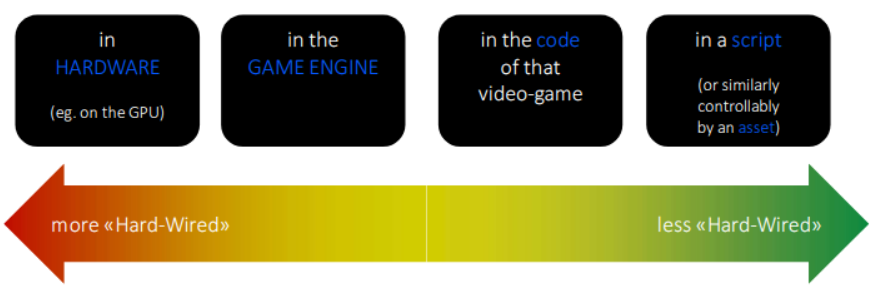 in
HARDWARE
(eg. on the GPU)
in the
GAME ENGINE
in the code
of that
video-game
in a script
(or similarly
controllably
by an asset)
more «Hard-Wired»
less «Hard-Wired»